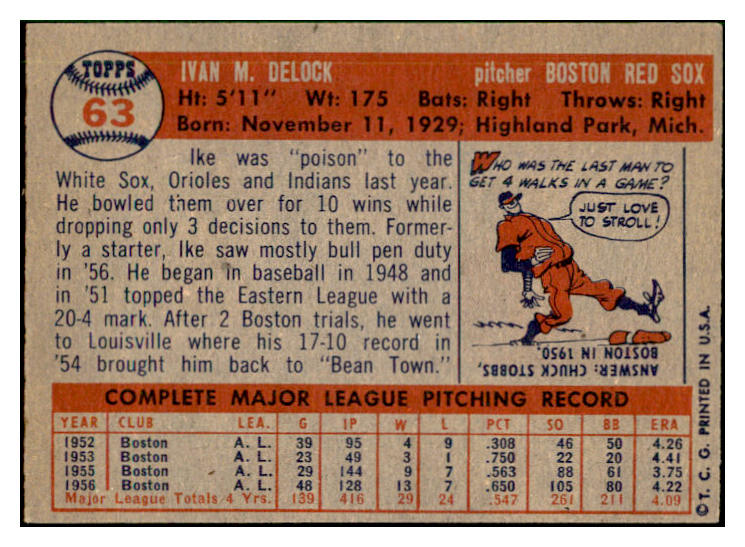 TOPPS
63
IVAN M. DELOCK pitcher BOSTON RED SOX
Ht: 5'11" Wt: 175 Bats: Right Throws: Right
Born: November 11, 1929; Highland Park, Mich.
Ike was "poison" to the
White Sox, Orioles and Indians last year.
He bowled them over for 10 wins while
dropping only 3 decisions to them. Former-
ly a starter, Ike saw mostly bull pen duty
in '56. He began in baseball in 1948 and
in '51 topped the Eastern League with a
20-4 mark. After 2 Boston trials, he went
to Louisville where his 17-10 record in
'54 brought him back to "Bean Town."
WHO WAS THE LAST MAN TO
GET 4 WALKS IN A GAME?
JUST LOVE
TO STROLL!
ANSWER: CHUCK STOBBS,
BOSTON IN 1950.
COMPLETE MAJOR LEAGUE PITCHING RECORD
YEAR CLUB LEA. G IP W L PCT SO BB ERA
1952 Boston A. L. 39 95 4 9 .308 46 50 4.26
1953 Boston A. L. 23 49 3 1 .750 22 20 4.41
1955 Boston A. L. 29 144 9 7 .563 88 61 3.75
1956 Boston A. L. 48 128 13 7 .650 105 80 4.22
Major League Totals 4 Yrs. 139 416 29 24 .547 261 211 4.09
© T. C. G. PRINTED IN U.S.A.